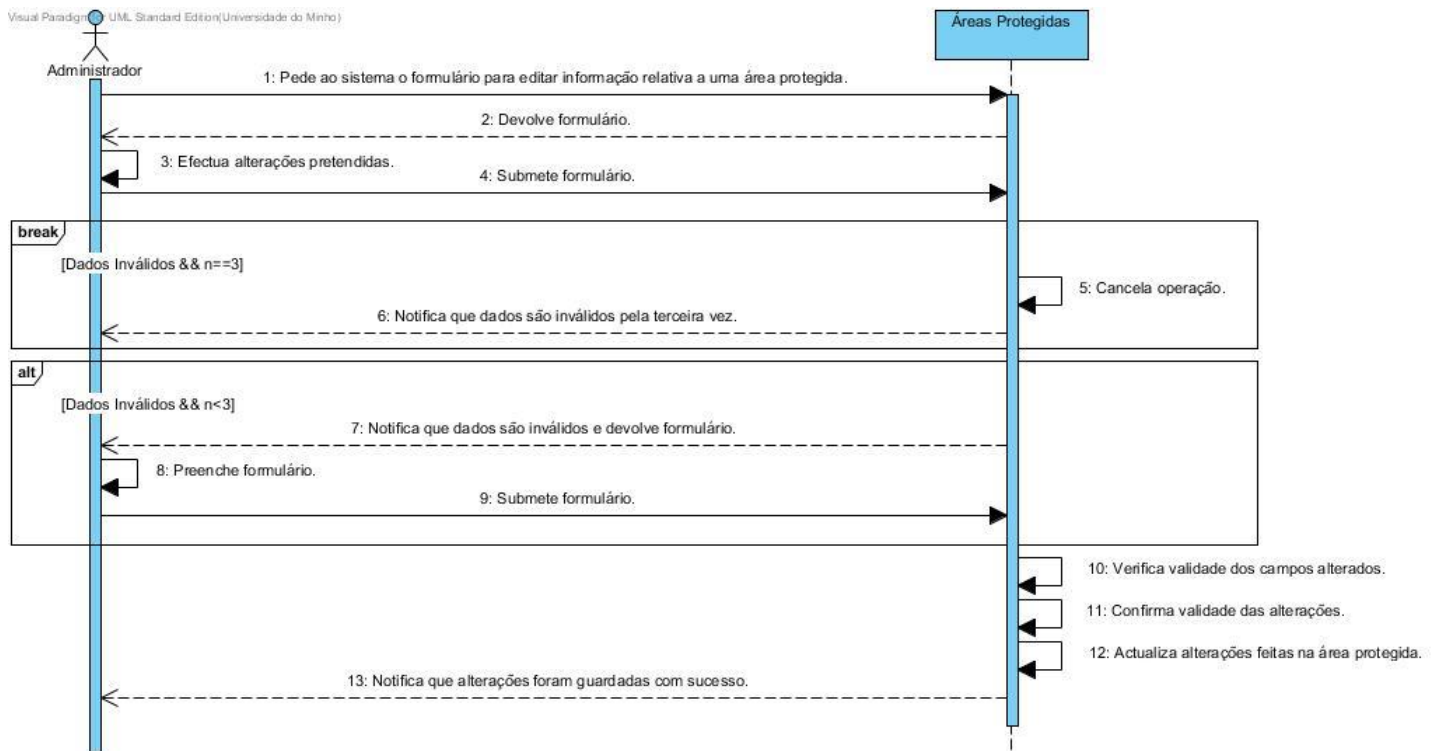 Visual Paradigm for UML Standard Edition(Universidade do Minho)
Áreas Protegidas
Administrador
1: Pede ao sistema o formulário para editar informação relativa a uma área protegida.
2: Devolve formulário.
3: Efectua alterações pretendidas.
4: Submete formulário.
break
[Dados Inválidos && n==3]
5: Cancela operação.
6: Notifica que dados são inválidos pela terceira vez.
alt
[Dados Inválidos && n<3]
7: Notifica que dados são inválidos e devolve formulário.
8: Preenche formulário.
9: Submete formulário.
10: Verifica validade dos campos alterados.
11: Confirma validade das alterações.
12: Actualiza alterações feitas na área protegida.
13: Notifica que alterações foram guardadas com sucesso.